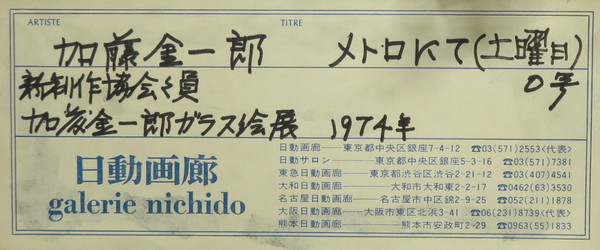 ARTISTE TITRE
加藤金一郎 メトロにて(土曜日)
新制作協会々員 0号
加藤金一郎ガラス絵展 1974年
日動画廊
galerie nichido
日動画廊——東京都中央区銀座7-4-12 ☎03(571)2553<代表>
日動サロン——東京都中央区銀座5-3-16 ☎03(571)7381
東急日動画廊——東京都渋谷区渋谷2-21-12 ☎03(407)4541
大和日動画廊——大和市大和東2-2-17 ☎0462(63)3530
名古屋日動画廊——名古屋市中区錦2-9-25 ☎052(211)1878
大阪日動画廊——大阪市東区北浜3-41 ☎06(231)8739<代表>
熊本日動画廊——熊本市安政町2-29 ☎0963(55)1833